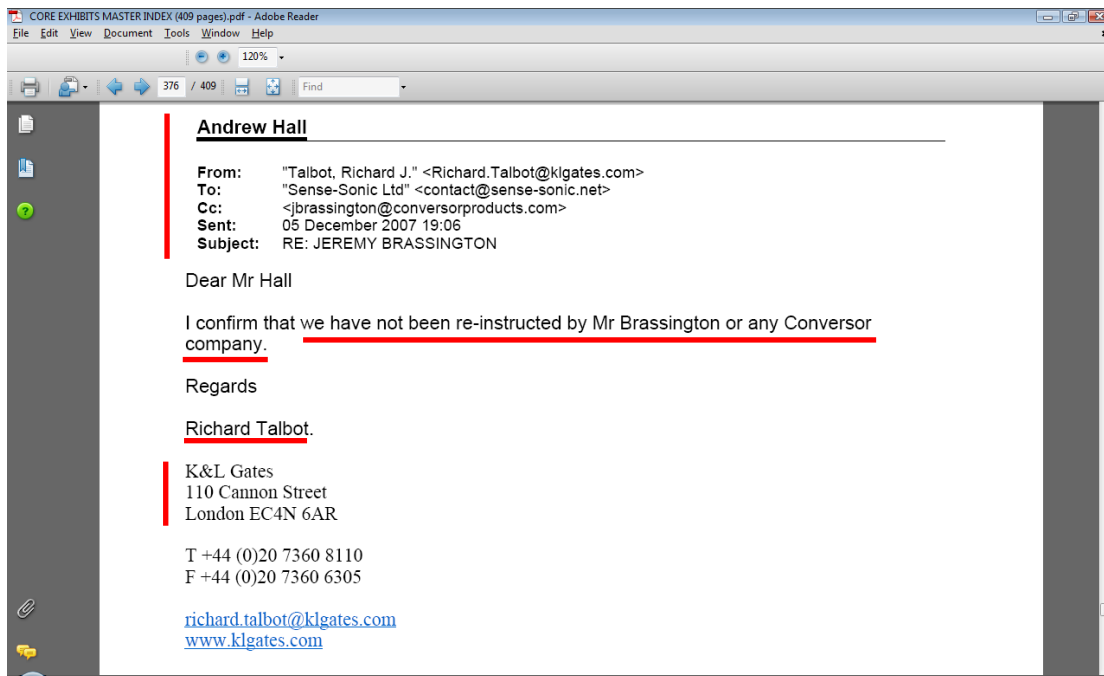 CORE EXHIBITS MASTER INDEX (409 pages).pdf - Adobe Reader
File Edit View Document Tools Window Help
120%
376 / 409 Find
Andrew Hall
From: "Talbot, Richard J." <Richard.Talbot@klgates.com>
To: "Sense-Sonic Ltd" <contact@sense-sonic.net>
Cc: <jbrassington@conversorproducts.com>
Sent: 05 December 2007 19:06
Subject: RE: JEREMY BRASSINGTON
Dear Mr Hall
I confirm that we have not been re-instructed by Mr Brassington or any Conversor
company.
Regards
Richard Talbot.
K&L Gates
110 Cannon Street
London EC4N 6AR
T +44 (0)20 7360 8110
F +44 (0)20 7360 6305
richard.talbot@klgates.com
www.klgates.com